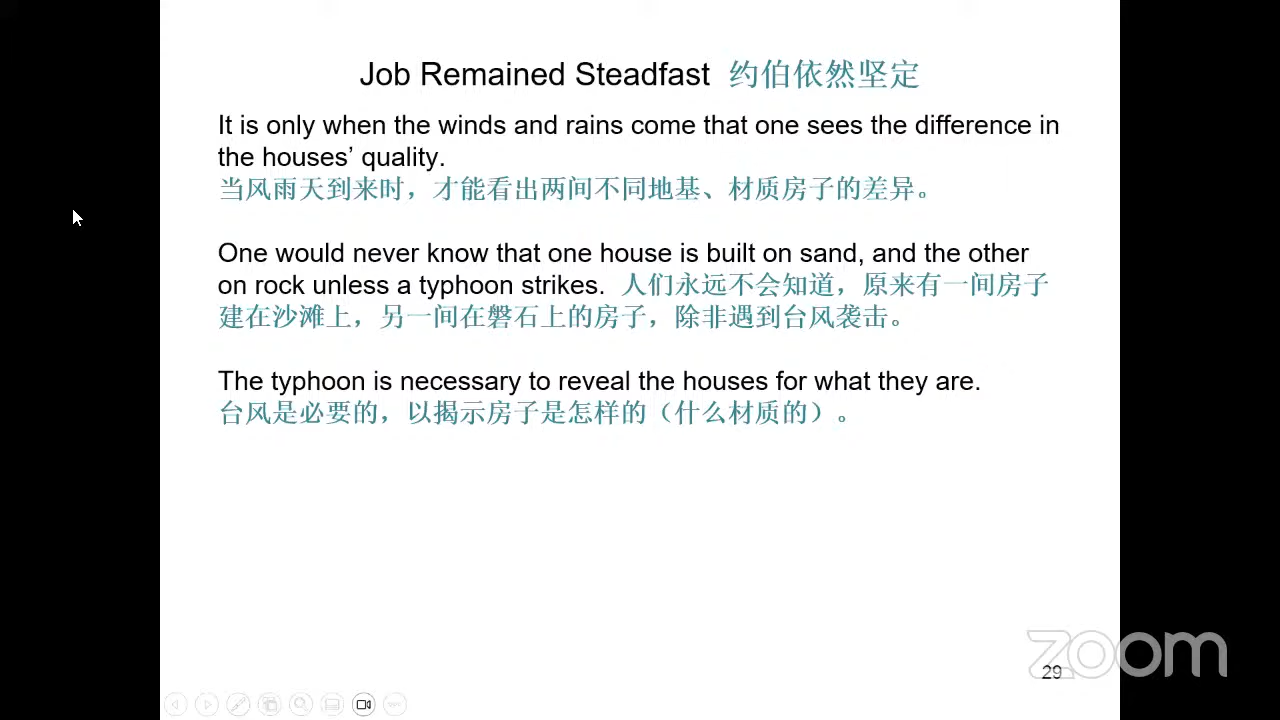 Job Remained Steadfast 约伯依然坚定
It is only when the winds and rains come that one sees the difference in
the houses’ quality.
当风雨天到来时，才能看出两间不同地基、材质房子的差异。
One would never know that one house is built on sand, and the other
on rock unless a typhoon strikes. 人们永远不会知道，原来有一间房子
建在沙滩上，另一间在磐石上的房子，除非遇到台风袭击。
The typhoon is necessary to reveal the houses for what they are.
台风是必要的，以揭示房子是怎样的（什么材质的）。
zoom
29